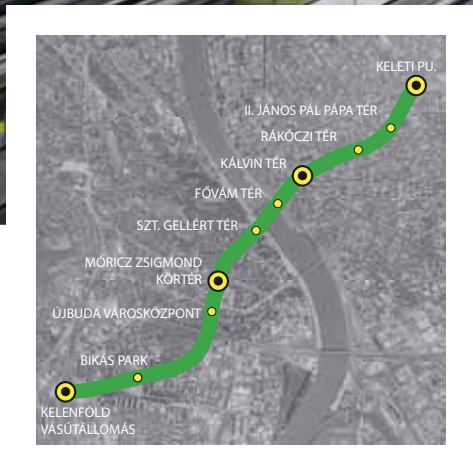 KELETI PU.
II. JÁNOS PÁL PÁPA TÉR
RÁKÓCZI TÉR
KÁLVIN TÉR
FŐVÁM TÉR
SZT. GELLÉRT TÉR
MÓRICZ ZSIGMOND
KÖRTÉR
ÚJBUDA VÁROSKÖZPONT
BIKÁS PARK
KELENFÖLD
VASÚTÁLLOMÁS